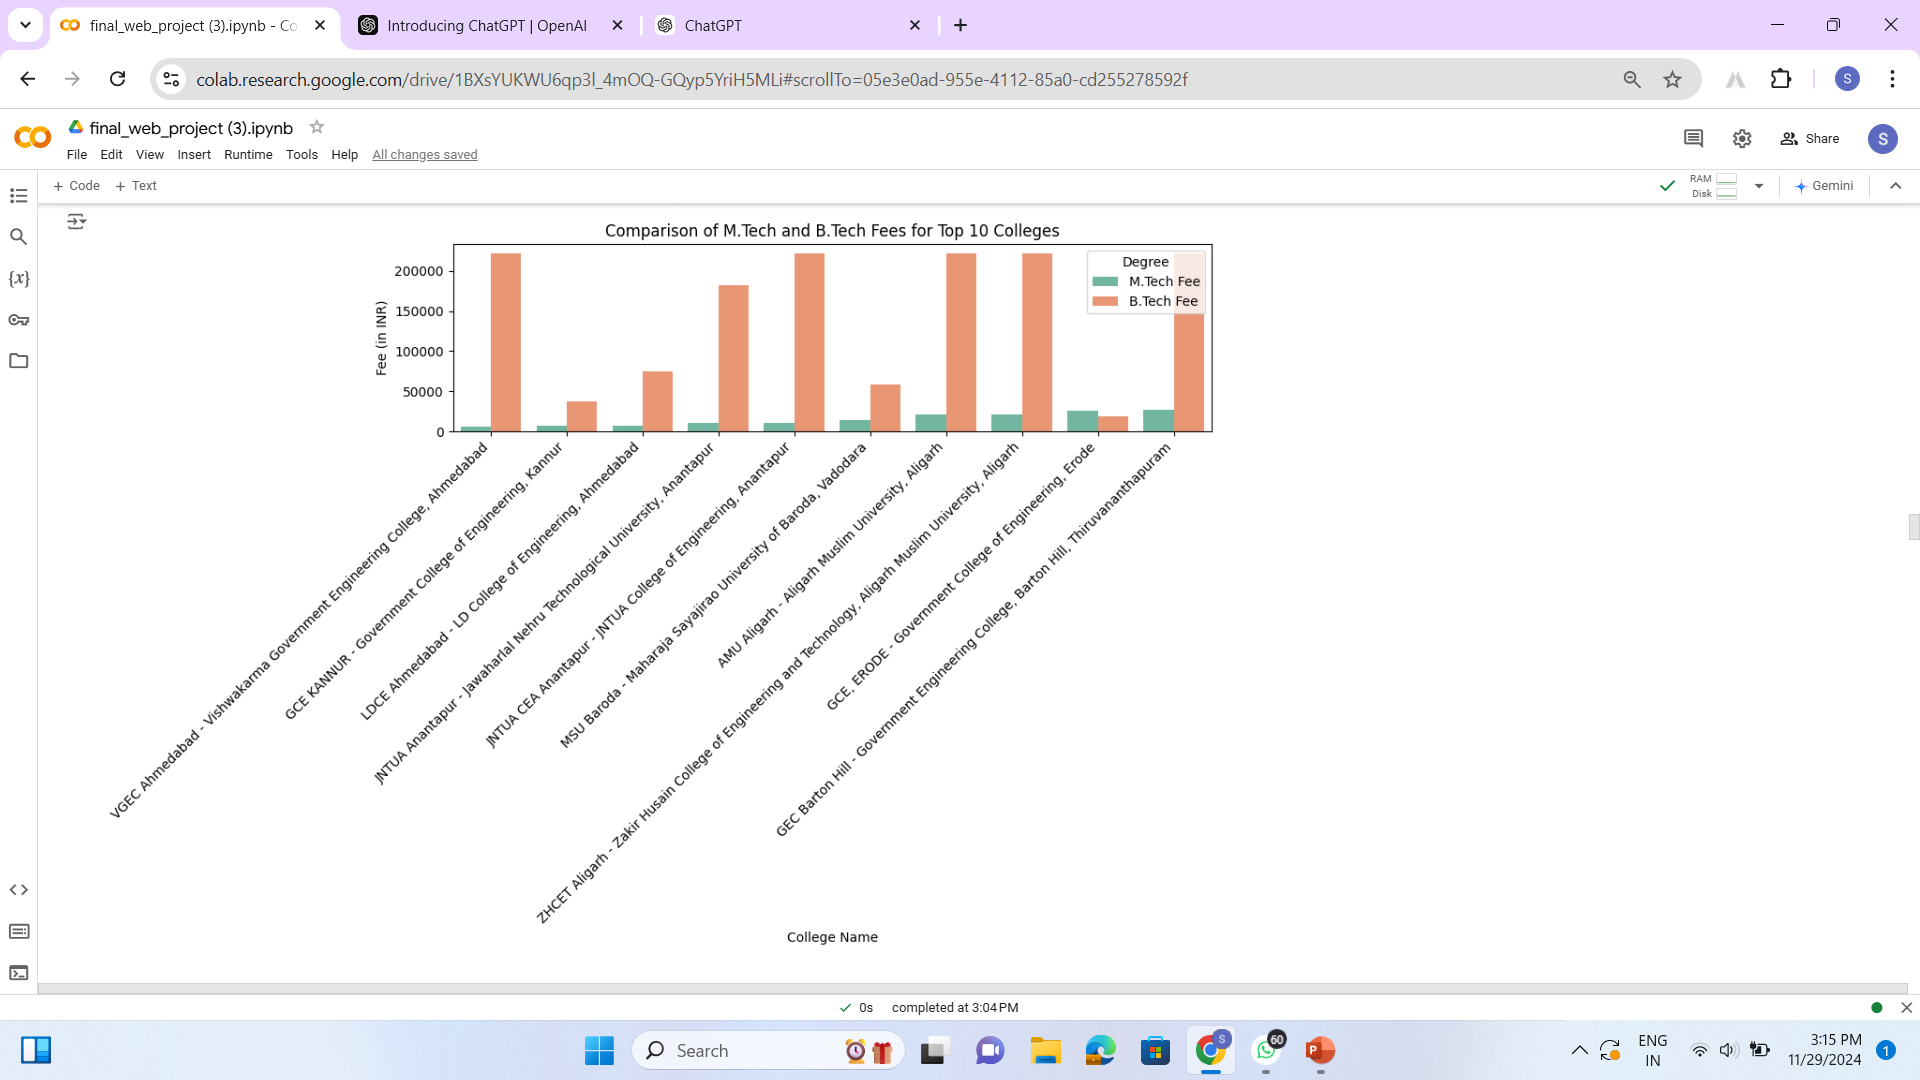 final_web_project (3).ipynb - Co
Introducing ChatGPT | OpenAI
ChatGPT
colab.research.google.com/drive/1BXsYUKWU6qp3l_4mOQ-GQyp5YriH5MLi#scrollTo=05e3e0ad-955e-4112-85a0-cd255278592f
S
final_web_project (3).ipynb
File Edit View Insert Runtime Tools Help All changes saved
Share
S
+ Code + Text
RAM
Disk
Gemini
{x}
Comparison of M.Tech and B.Tech Fees for Top 10 Colleges
Fee (in INR)
200000
150000
100000
50000
0
Degree
M.Tech Fee
B.Tech Fee
VGEC Ahmedabad - Vishwakarma Government Engineering College, Ahmedabad
GCE KANNUR - Government College of Engineering, Kannur
LDCE Ahmedabad - LD College of Engineering, Ahmedabad
JNTUA Anantapur - Jawaharlal Nehru Technological University, Anantapur
JNTUA CEA Anantapur - JNTUA College of Engineering, Anantapur
MSU Baroda - Maharaja Sayajirao University of Baroda, Vadodara
AMU Aligarh - Aligarh Muslim University, Aligarh
ZHCET Aligarh - Zakir Husain College of Engineering and Technology, Aligarh Muslim University, Aligarh
GCE, ERODE - Government College of Engineering, Erode
GEC Barton Hill - Government Engineering College, Barton Hill, Thiruvananthapuram
College Name
0s completed at 3:04 PM
Search
S
60
P
ENG
IN
3:15 PM
11/29/2024
1